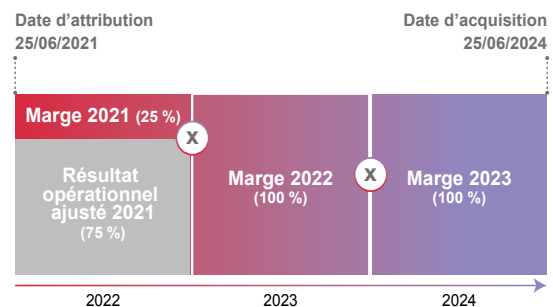 Date d’attribution
25/06/2021
Date d’acquisition
25/06/2024
Marge 2021 (25 %)
X
Résultat
opérationnel
ajusté 2021
(75 %)
Marge 2022
(100 %)
X
Marge 2023
(100 %)
2022
2023
2024